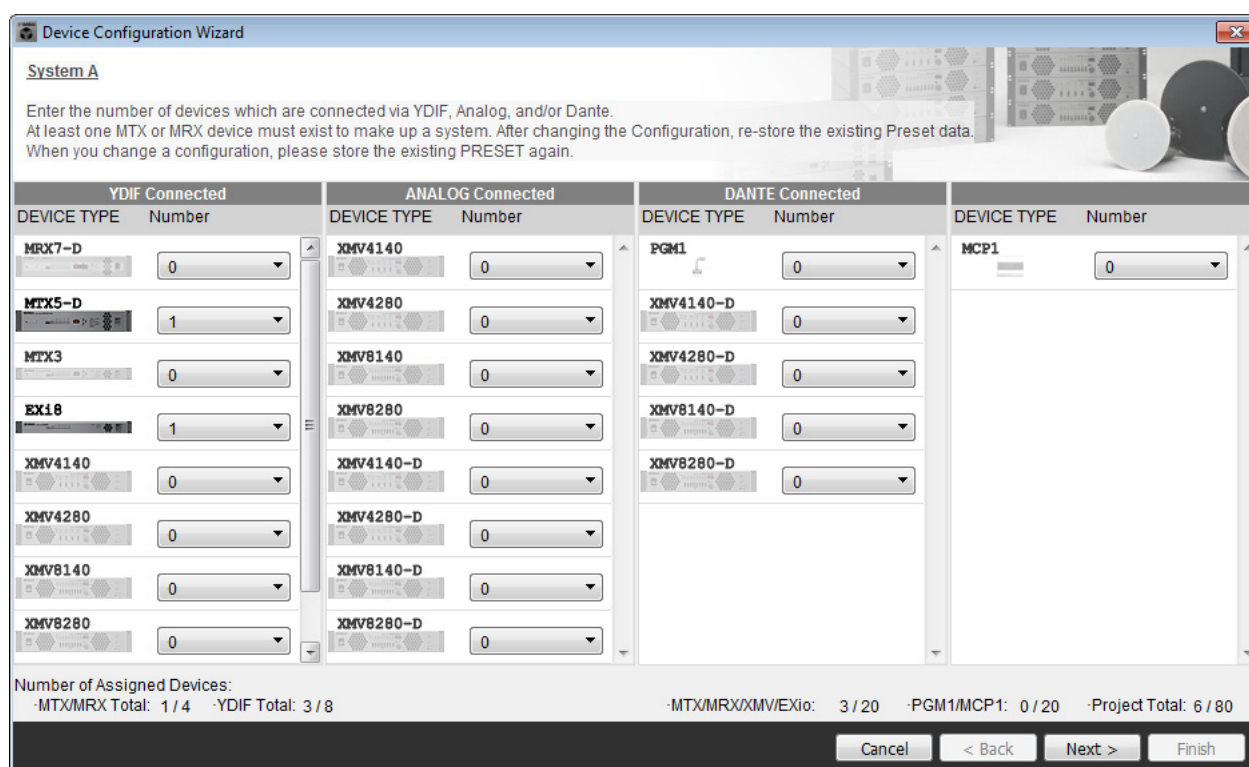 Device Configuration Wizard
System A
Enter the number of devices which are connected via YDIF, Analog, and/or Dante.
At least one MTX or MRX device must exist to make up a system. After changing the Configuration, re-store the existing Preset data.
When you change a configuration, please store the existing PRESET again.
YDIF Connected ANALOG Connected DANTE Connected
DEVICE TYPE Number DEVICE TYPE Number DEVICE TYPE Number DEVICE TYPE Number
MRX7-D 0 XMV4140 0 PGM1 0 MCP1 0
MTX5-D 1 XMV4280 0 XMV4140-D 0
MTX3 0 XMV8140 0 XMV4280-D 0
EXi8 1 XMV8280 0 XMV8140-D 0
XMV4140 0 XMV4140-D 0 XMV8280-D 0
XMV4280 0 XMV4280-D 0
XMV8140 0 XMV8140-D 0
XMV8280 0 XMV8280-D 0
Number of Assigned Devices:
·MTX/MRX Total: 1 / 4 ·YDIF Total: 3 / 8 ·MTX/MRX/XMV/EXio: 3 / 20 ·PGM1/MCP1: 0 / 20 ·Project Total: 6 / 80
Cancel < Back Next > Finish